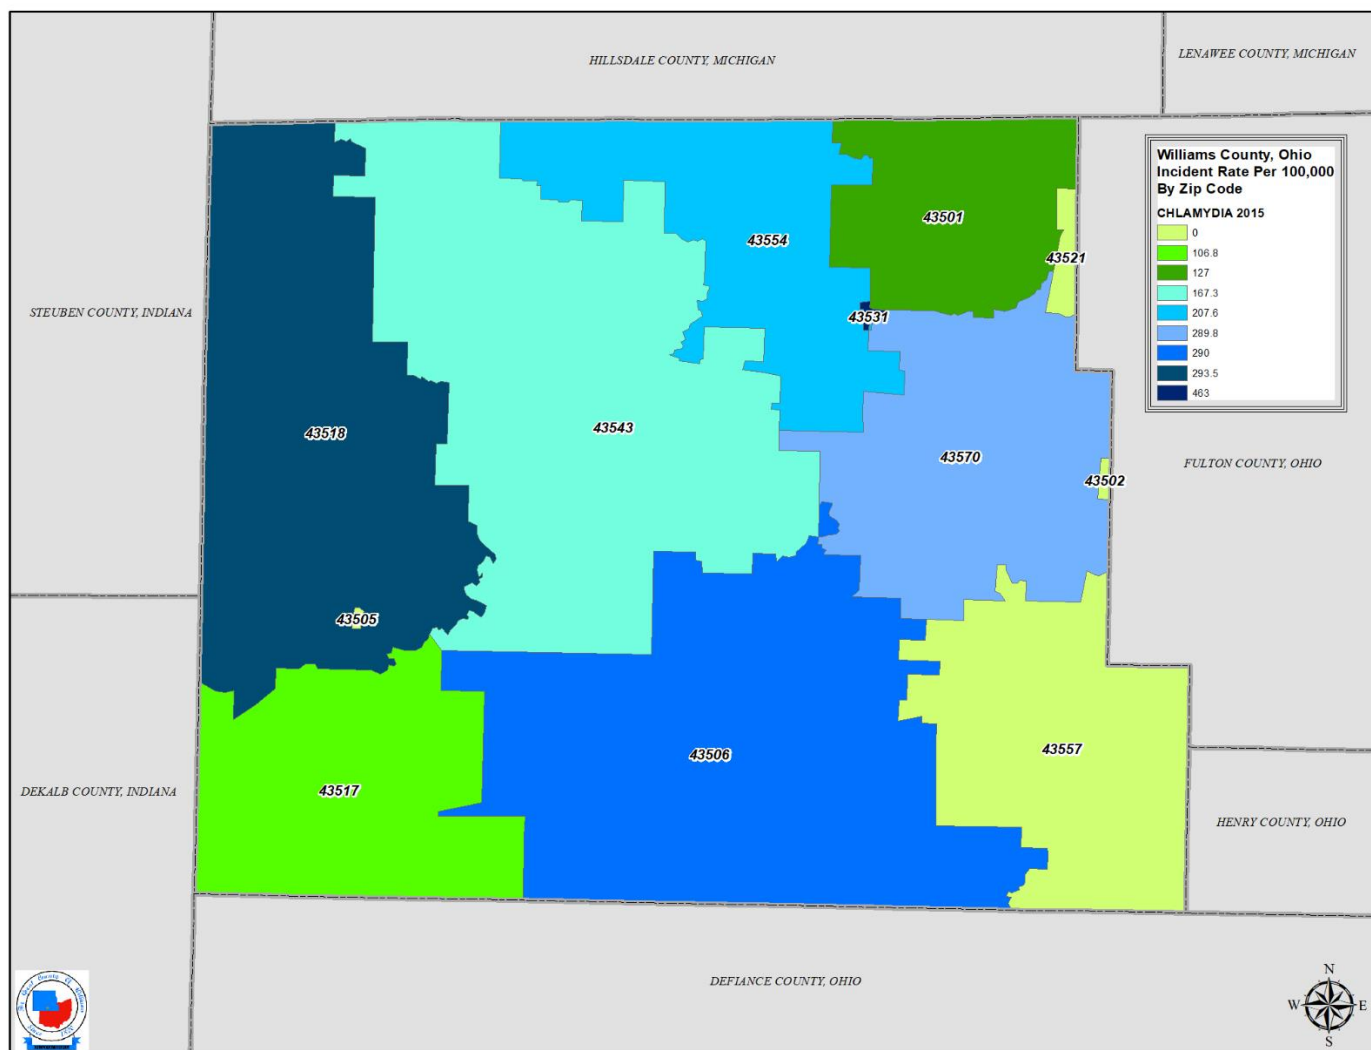 HILLSDALE COUNTY, MICHIGAN
LENAWEE COUNTY, MICHIGAN
Williams County, Ohio
Incident Rate Per 100,000
By Zip Code
CHLAMYDIA 2015
0
106.8
127
167.3
207.6
289.8
290
293.5
463
43501
43554
43521
STEUBEN COUNTY, INDIANA
43531
43518
43543
43570
FULTON COUNTY, OHIO
43502
43505
43506
43557
DEKALB COUNTY, INDIANA
43517
HENRY COUNTY, OHIO
DEFIANCE COUNTY, OHIO
N
W
E
S